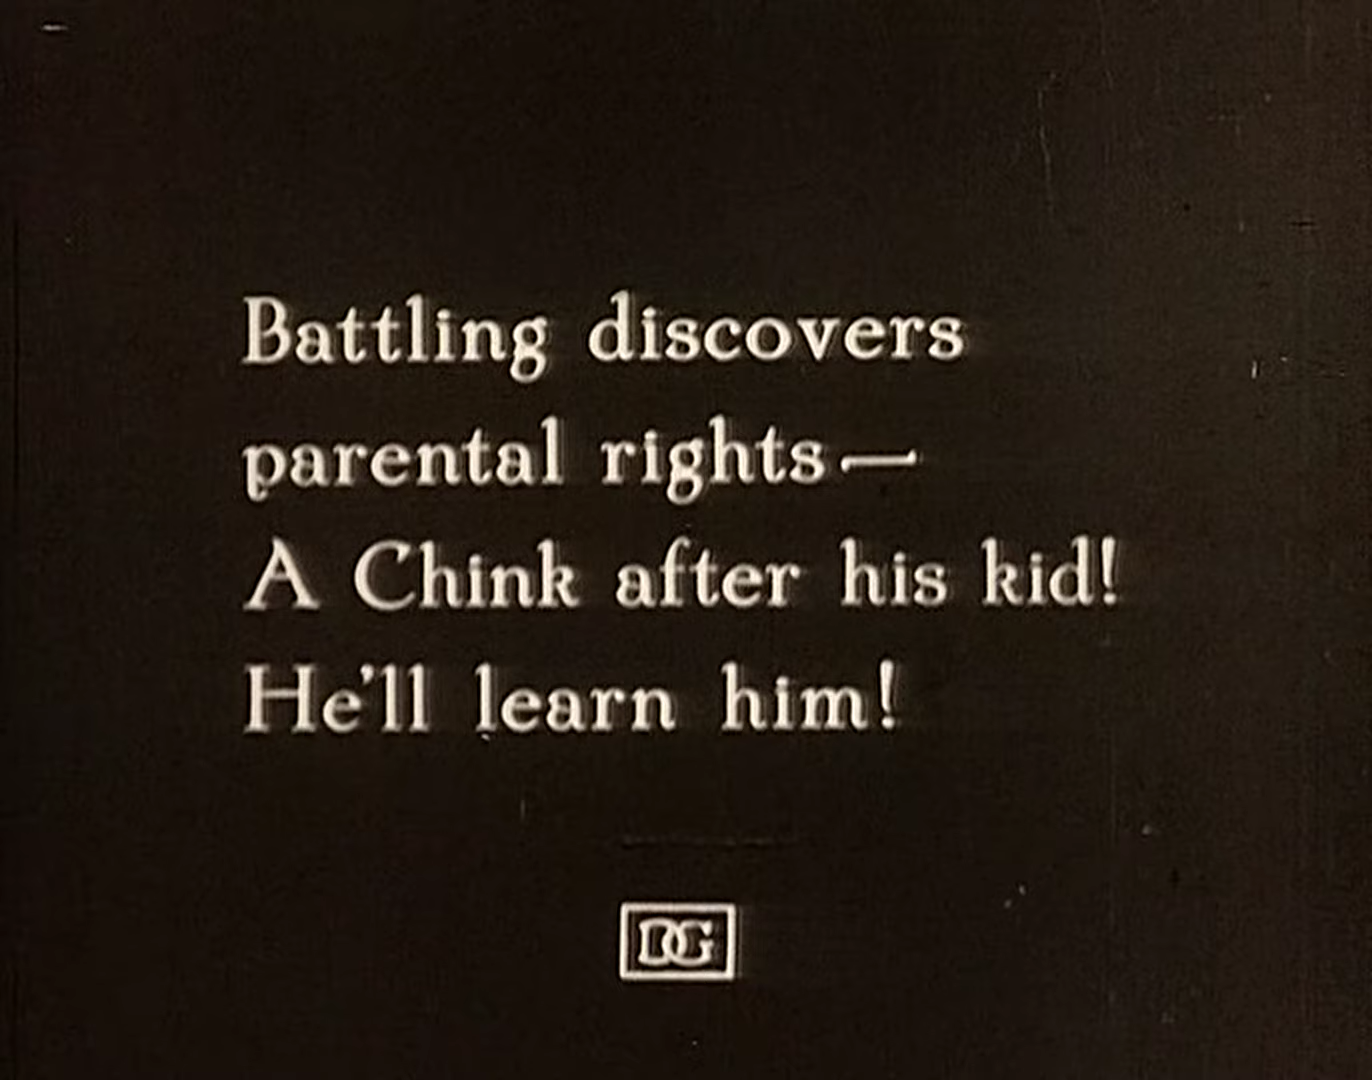 Battling discovers
parental rights—
A Chink after his kid!
He'll learn him!
DG